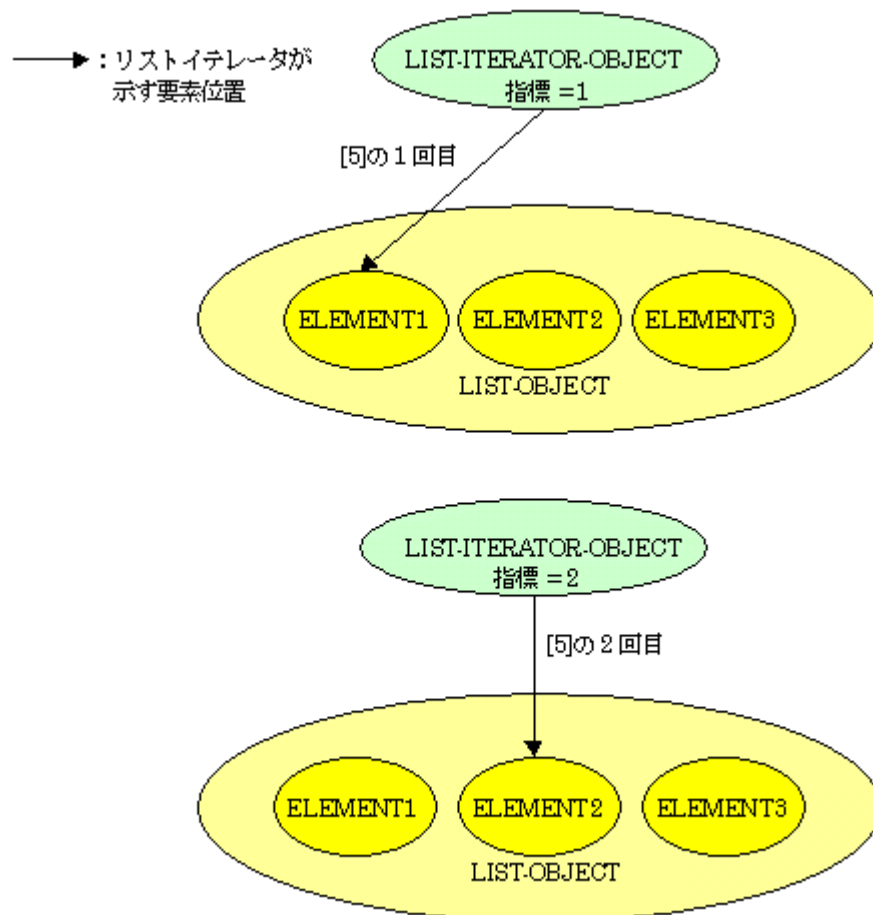 ：リストイテレータが
示す要素位置
LIST-ITERATOR-OBJECT
指標 =1
[5]の１回目
ELEMENT1 ELEMENT2 ELEMENT3
LIST-OBJECT
LIST-ITERATOR-OBJECT
指標 =2
[5]の２回目
ELEMENT1 ELEMENT2 ELEMENT3
LIST-OBJECT